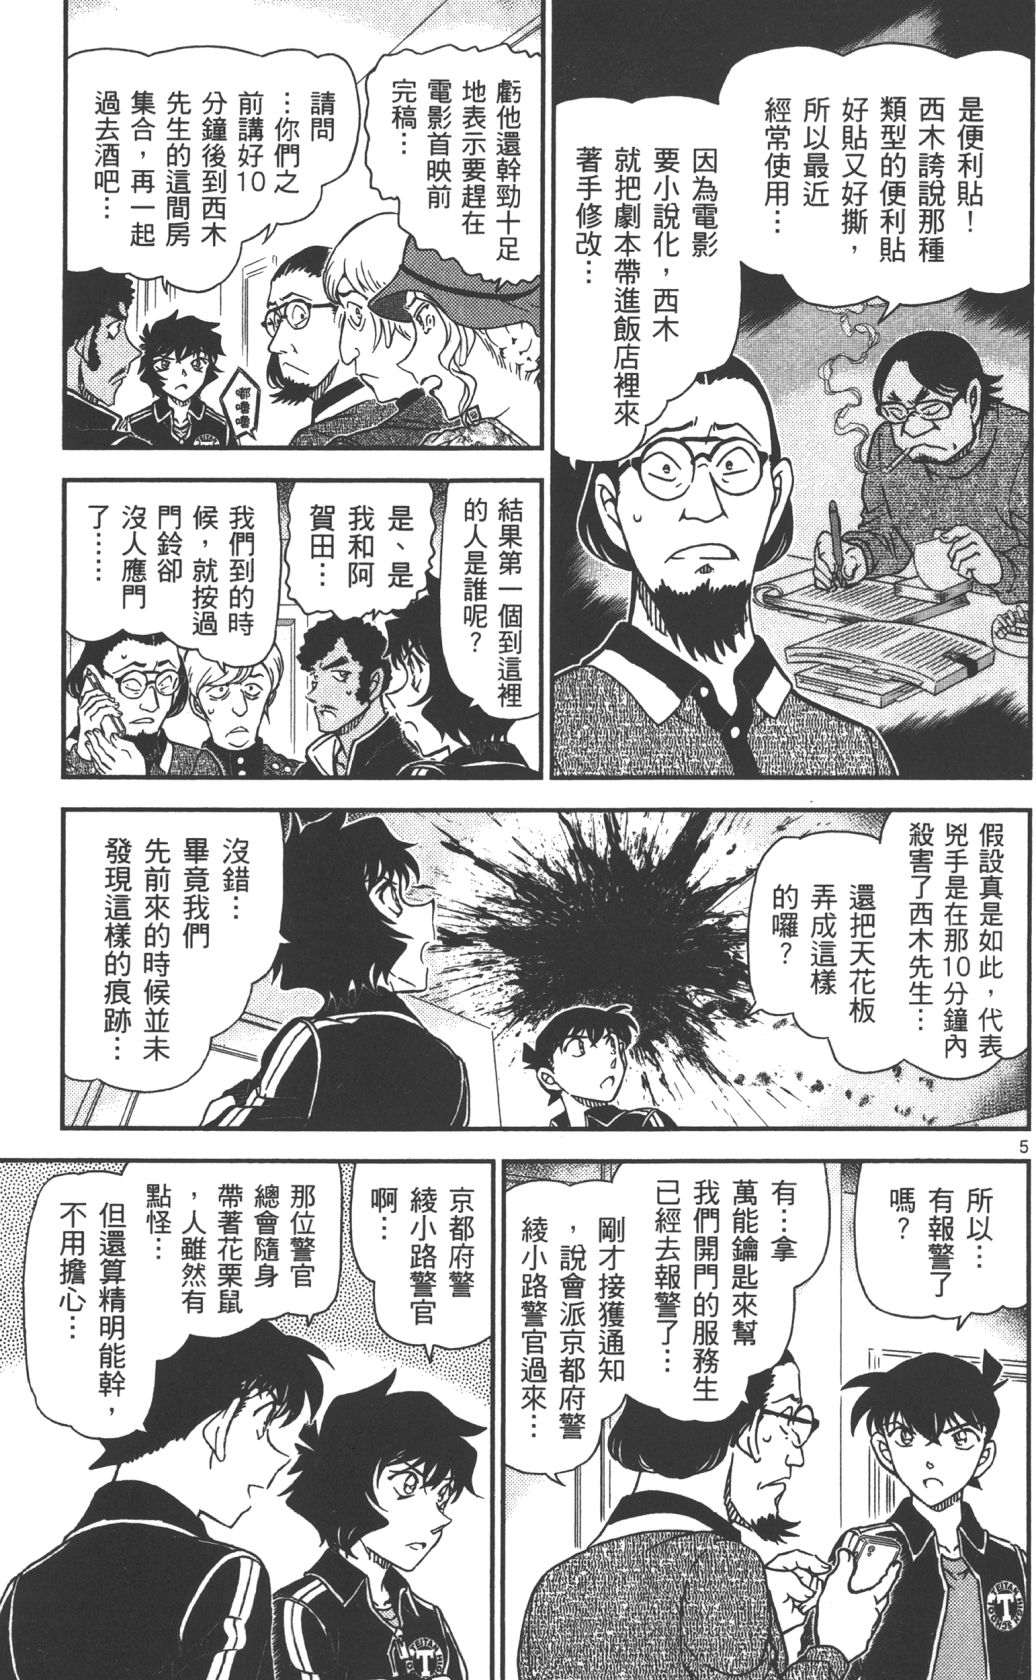 是便利貼！
西木誇說那種
類型的便利貼
好貼又好撕，
所以最近
經常使用…
因為電影
要小說化，西木
就把劇本帶進飯店裡來
著手修改…
虧他還幹勁十足
地表示要趕在
電影首映前
完稿…
請問
…你們之
前講好10
分鐘後到西木
先生的這間房
集合，再一起
過去酒吧…
嘟嚕嚕
結果第一個到這裡
的人是誰呢？
是、是
我和阿
賀田…
我們到的時
候，就按過
門鈴卻
沒人應門
了……
假設真是如此，代表
兇手是在那10分鐘內
殺害了西木先生…
還把天花板
弄成這樣
的囉？
沒錯…
畢竟我們
先前來的時候並未
發現這樣的痕跡…
5
所以…
有報警了
嗎？
有…拿
萬能鑰匙來幫
我們開門的服務生
已經去報警了…
剛才接獲通知
，說會派京都府警
綾小路警官過來…
TEITAN HIGH SCHOOL
T
京都府警
綾小路警官
啊…
那位警官
總會隨身
帶著花栗鼠
，人雖然有
點怪…
但還算精明能幹，
不用擔心…
TEITAN